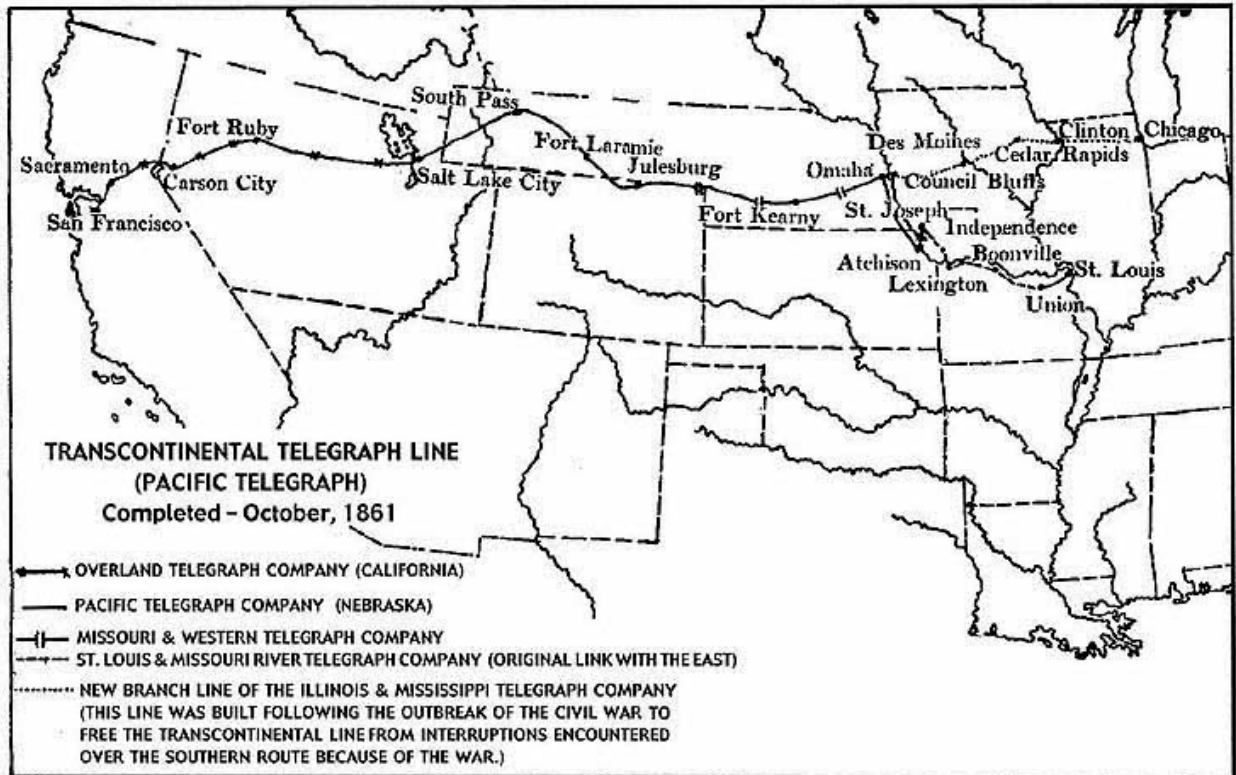 South Pass
Fort Ruby
Clinton
Chicago
Des Moines
Fort Laramie
Cedar Rapids
Sacramento
Julesburg
Omaha
Carson City
Salt Lake City
Council Bluffs
San Francisco
Fort Kearny
St. Joseph
Independence
Boonville
Atchison
St. Louis
Lexington
Union
TRANSCONTINENTAL TELEGRAPH LINE
(PACIFIC TELEGRAPH)
Completed – October, 1861
OVERLAND TELEGRAPH COMPANY (CALIFORNIA)
PACIFIC TELEGRAPH COMPANY (NEBRASKA)
MISSOURI & WESTERN TELEGRAPH COMPANY
ST. LOUIS & MISSOURI RIVER TELEGRAPH COMPANY (ORIGINAL LINK WITH THE EAST)
NEW BRANCH LINE OF THE ILLINOIS & MISSISSIPPI TELEGRAPH COMPANY
(THIS LINE WAS BUILT FOLLOWING THE OUTBREAK OF THE CIVIL WAR TO
FREE THE TRANSCONTINENTAL LINE FROM INTERRUPTIONS ENCOUNTERED
OVER THE SOUTHERN ROUTE BECAUSE OF THE WAR.)